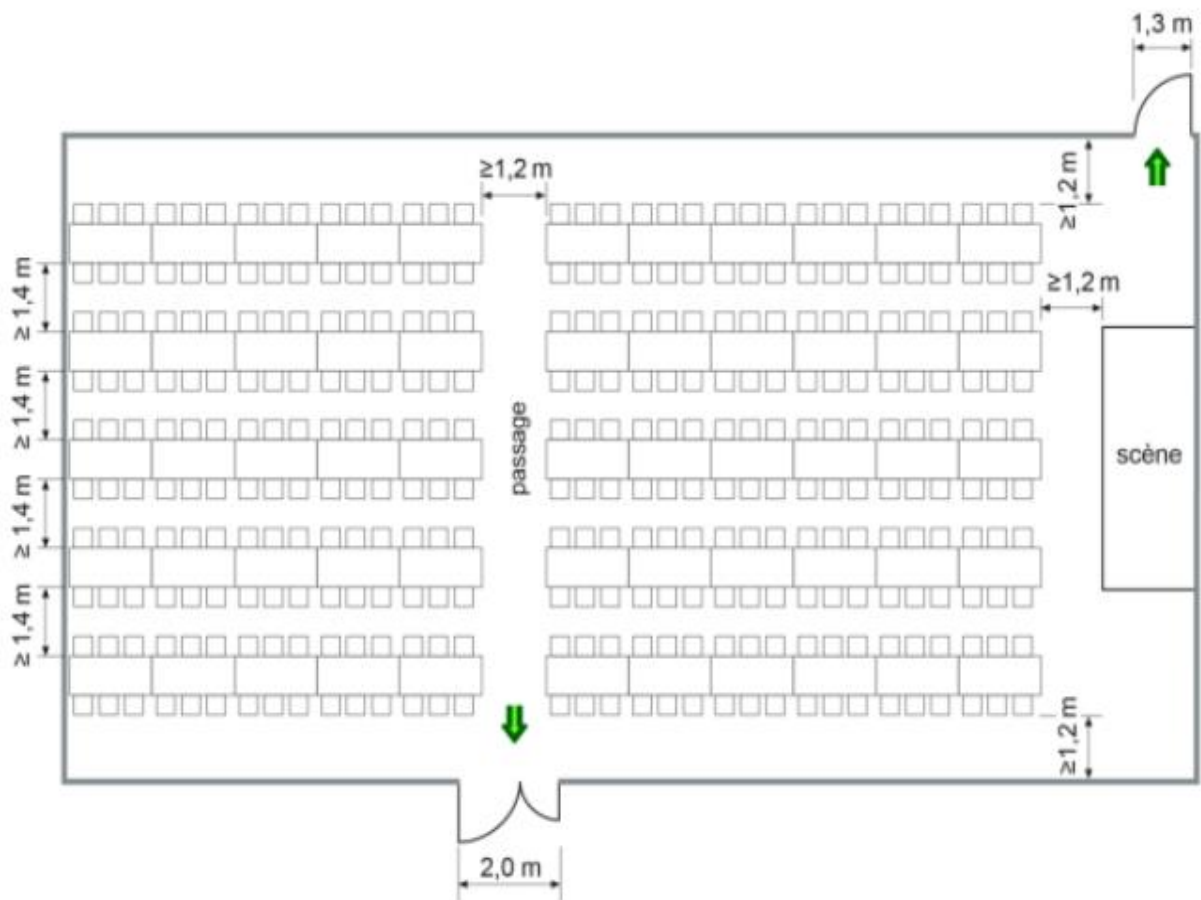 1,3 m
≥1,2 m
≥1,2 m
≥1,2 m
≥ 1,4 m
≥ 1,4 m
≥ 1,4 m
≥ 1,4 m
passage
scène
≥1,2 m
2,0 m